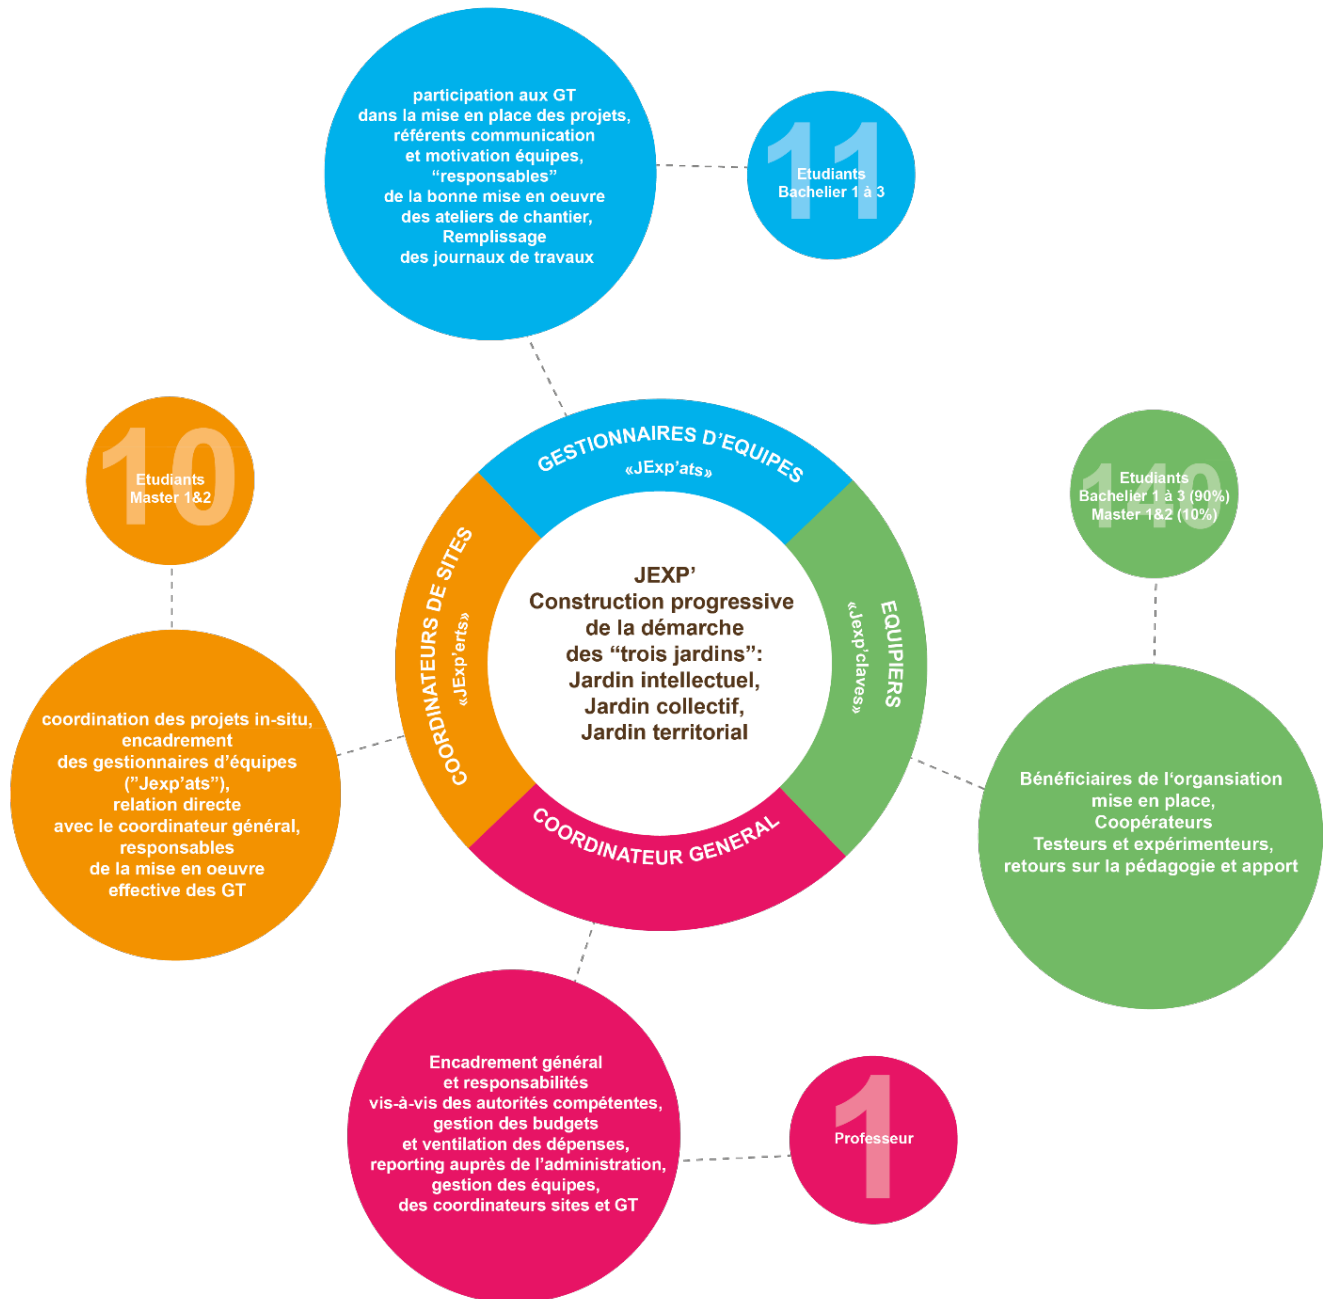 participation aux GT
dans la mise en place des projets,
référents communication
et motivation équipes,
“responsables”
de la bonne mise en oeuvre
des ateliers de chantier,
Remplissage
des journaux de travaux
11
Etudiants
Bachelier 1 à 3
10
Etudiants
Master 1&2
140
Etudiants
Bachelier 1 à 3 (90%)
Master 1&2 (10%)
GESTIONNAIRES D’EQUIPES
«JExp’ats»
COORDINATEURS DE SITES
«JExp’erts»
EQUIPIERS
«Jexp’claves»
COORDINATEUR GENERAL
JEXP’
Construction progressive
de la démarche
des “trois jardins”:
Jardin intellectuel,
Jardin collectif,
Jardin territorial
coordination des projets in-situ,
encadrement
des gestionnaires d’équipes
(”Jexp’ats”),
relation directe
avec le coordinateur général,
responsables
de la mise en oeuvre
effective des GT
Bénéficiaires de l‘organsiation
mise en place,
Coopérateurs
Testeurs et expérimenteurs,
retours sur la pédagogie et apport
Encadrement général
et responsabilités
vis-à-vis des autorités compétentes,
gestion des budgets
et ventilation des dépenses,
reporting auprès de l’administration,
gestion des équipes,
des coordinateurs sites et GT
1
Professeur